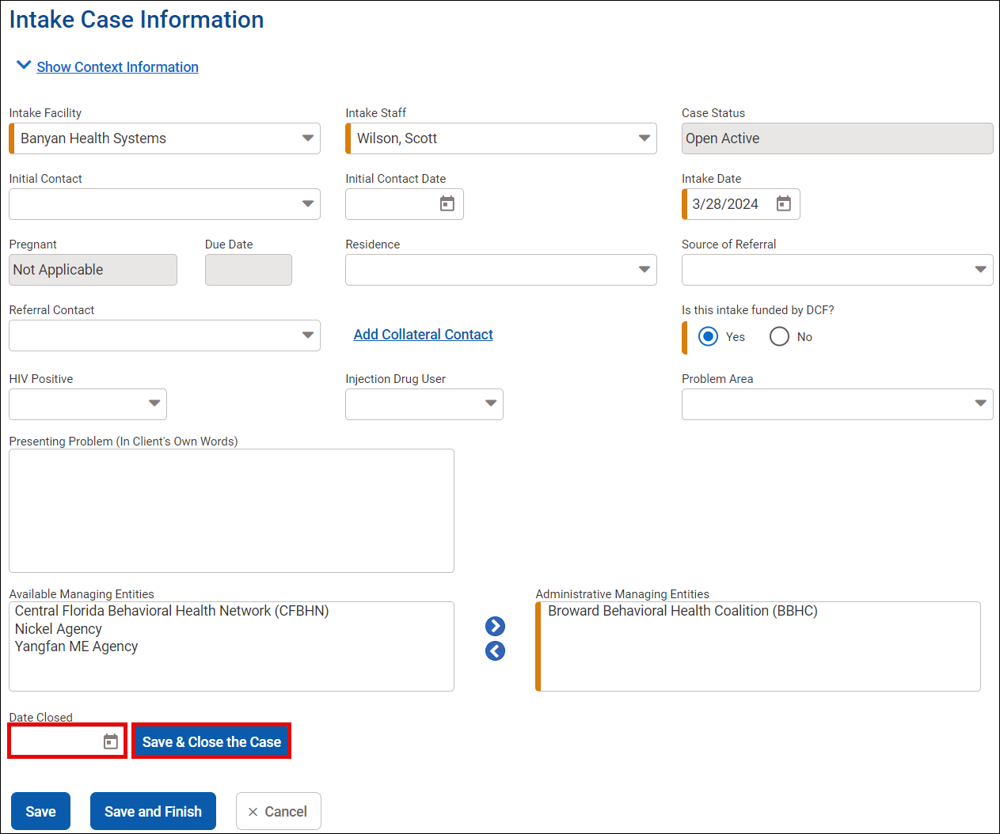 Intake Case Information
Show Context Information
Intake Facility
Intake Staff
Case Status
Banyan Health Systems
Wilson, Scott
Open Active
Initial Contact
Initial Contact Date
Intake Date
3/28/2024
Pregnant
Due Date
Residence
Source of Referral
Not Applicable
Referral Contact
Is this intake funded by DCF?
Add Collateral Contact
Yes
No
HIV Positive
Injection Drug User
Problem Area
Presenting Problem (In Client's Own Words)
Available Managing Entities
Administrative Managing Entities
Central Florida Behavioral Health Network (CFBHN)
Broward Behavioral Health Coalition (BBHC)
Nickel Agency
Yangfan ME Agency
Date Closed
Save & Close the Case
Save
Save and Finish
Cancel